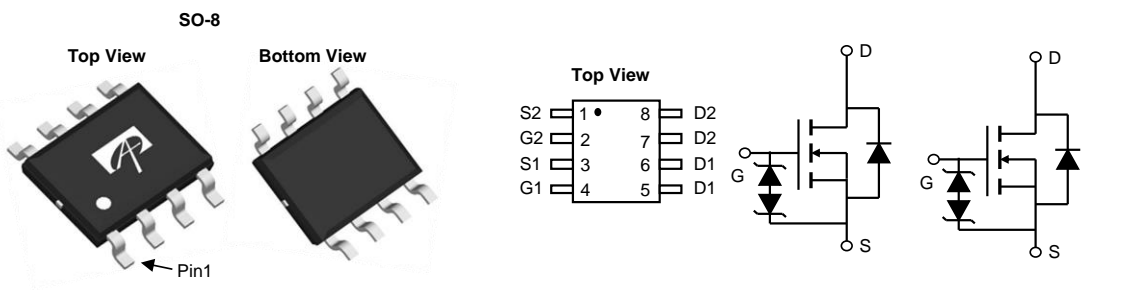 SO-8
Top View
Bottom View
Pin1
Top View
S2 1 8 D2
G2 2 7 D2
S1 3 6 D1
G1 4 5 D1
D
G
S
D
G
S